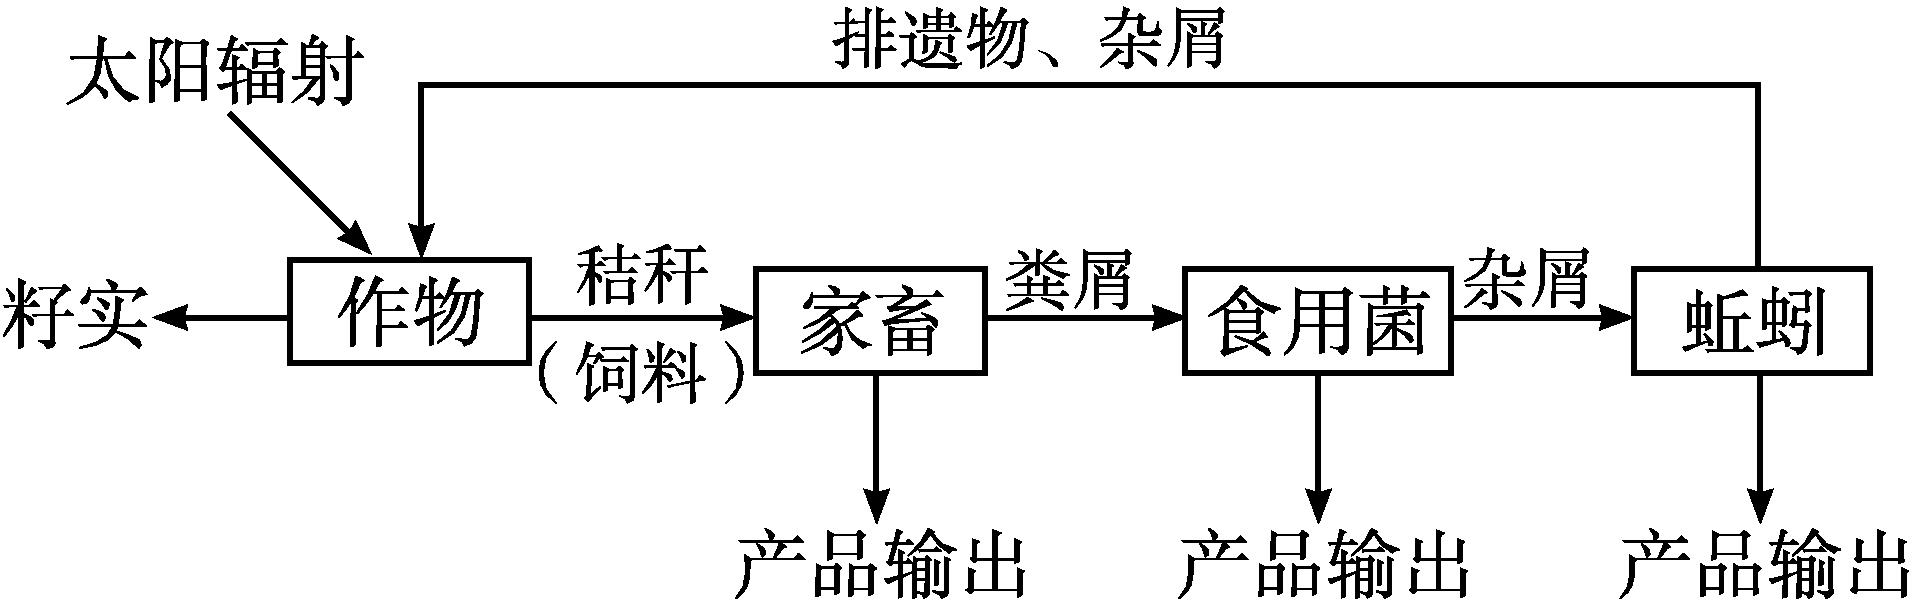 排遗物、杂屑
太阳辐射
籽实
作物
秸秆
（饲料）
家畜
粪屑
食用菌
杂屑
蚯蚓
产品输出
产品输出
产品输出